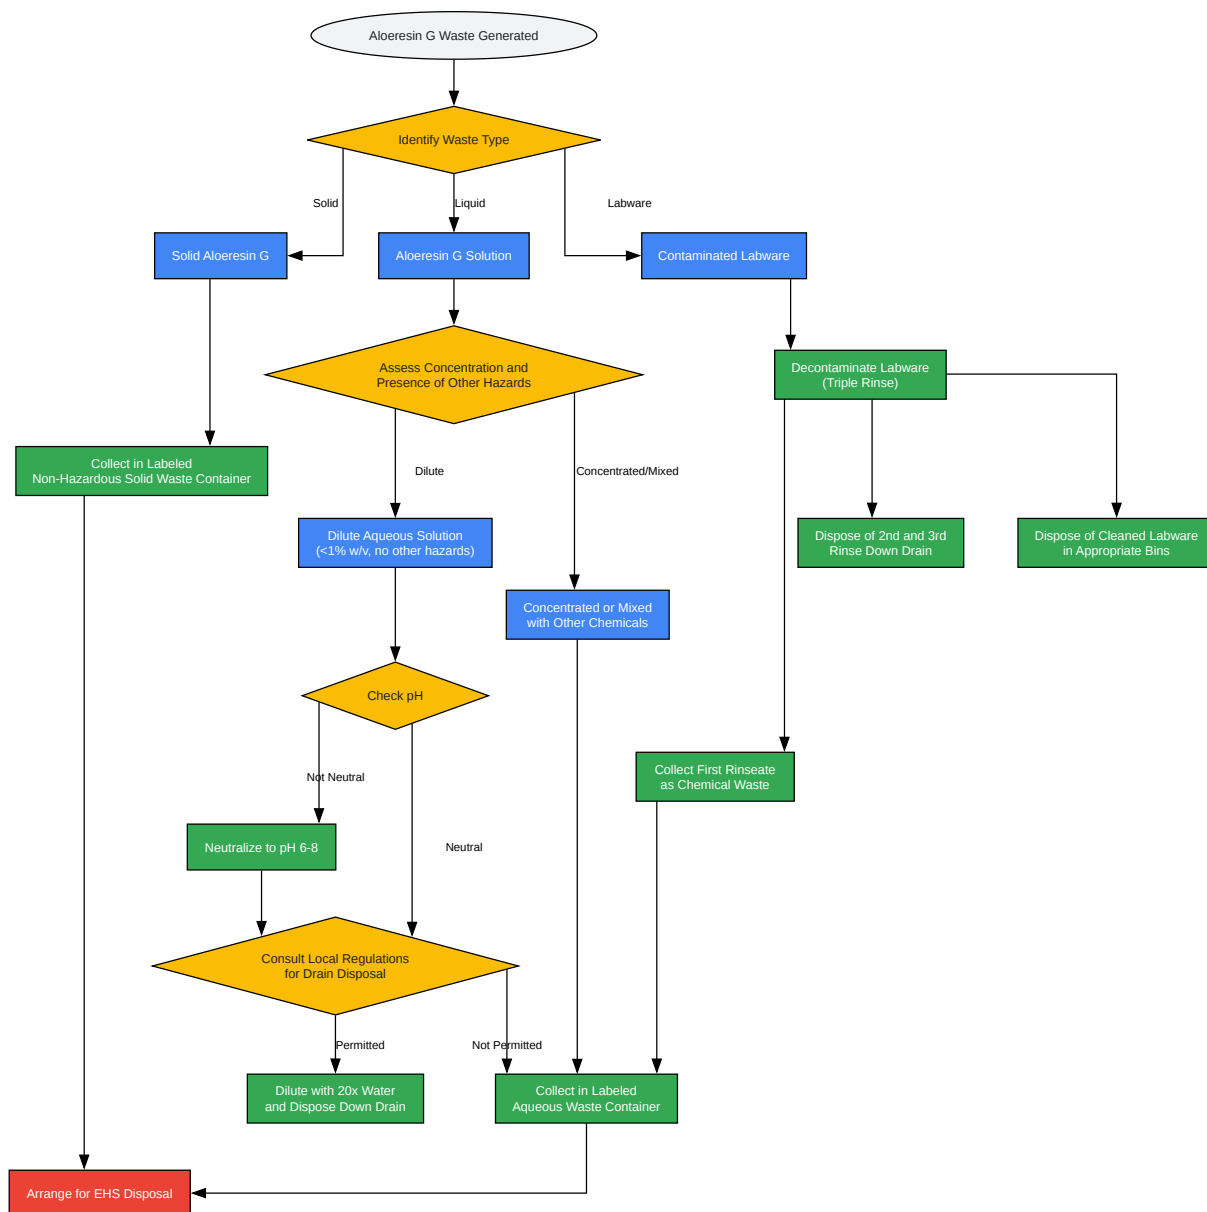 Aloeresin G Waste Generated
Identify Waste Type
Solid
Liquid
Labware
Solid Aloeresin G
Aloeresin G Solution
Contaminated Labware
Assess Concentration and
Presence of Other Hazards
Decontaminate Labware
(Triple Rinse)
Collect in Labeled
Non-Hazardous Solid Waste Container
Dilute
Concentrated/Mixed
Dilute Aqueous Solution
(<1% w/v, no other hazards)
Dispose of 2nd and 3rd
Rinse Down Drain
Dispose of Cleaned Labware
in Appropriate Bins
Concentrated or Mixed
with Other Chemicals
Check pH
Collect First Rinseate
as Chemical Waste
Not Neutral
Neutralize to pH 6-8
Neutral
Consult Local Regulations
for Drain Disposal
Permitted
Not Permitted
Dilute with 20x Water
and Dispose Down Drain
Collect in Labeled
Aqueous Waste Container
Arrange for EHS Disposal